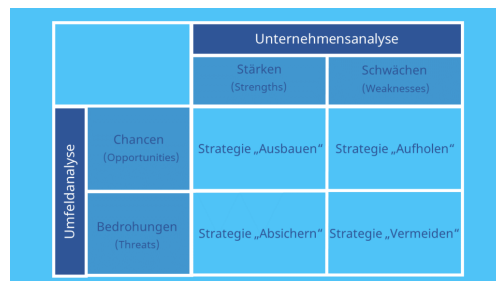 Unternehmensanalyse
Stärken
(Strengths)
Schwächen
(Weaknesses)
Umfeldanalyse
Chancen
(Opportunities)
Strategie „Ausbauen“
Strategie „Aufholen“
Bedrohungen
(Threats)
Strategie „Absichern“
Strategie „Vermeiden“